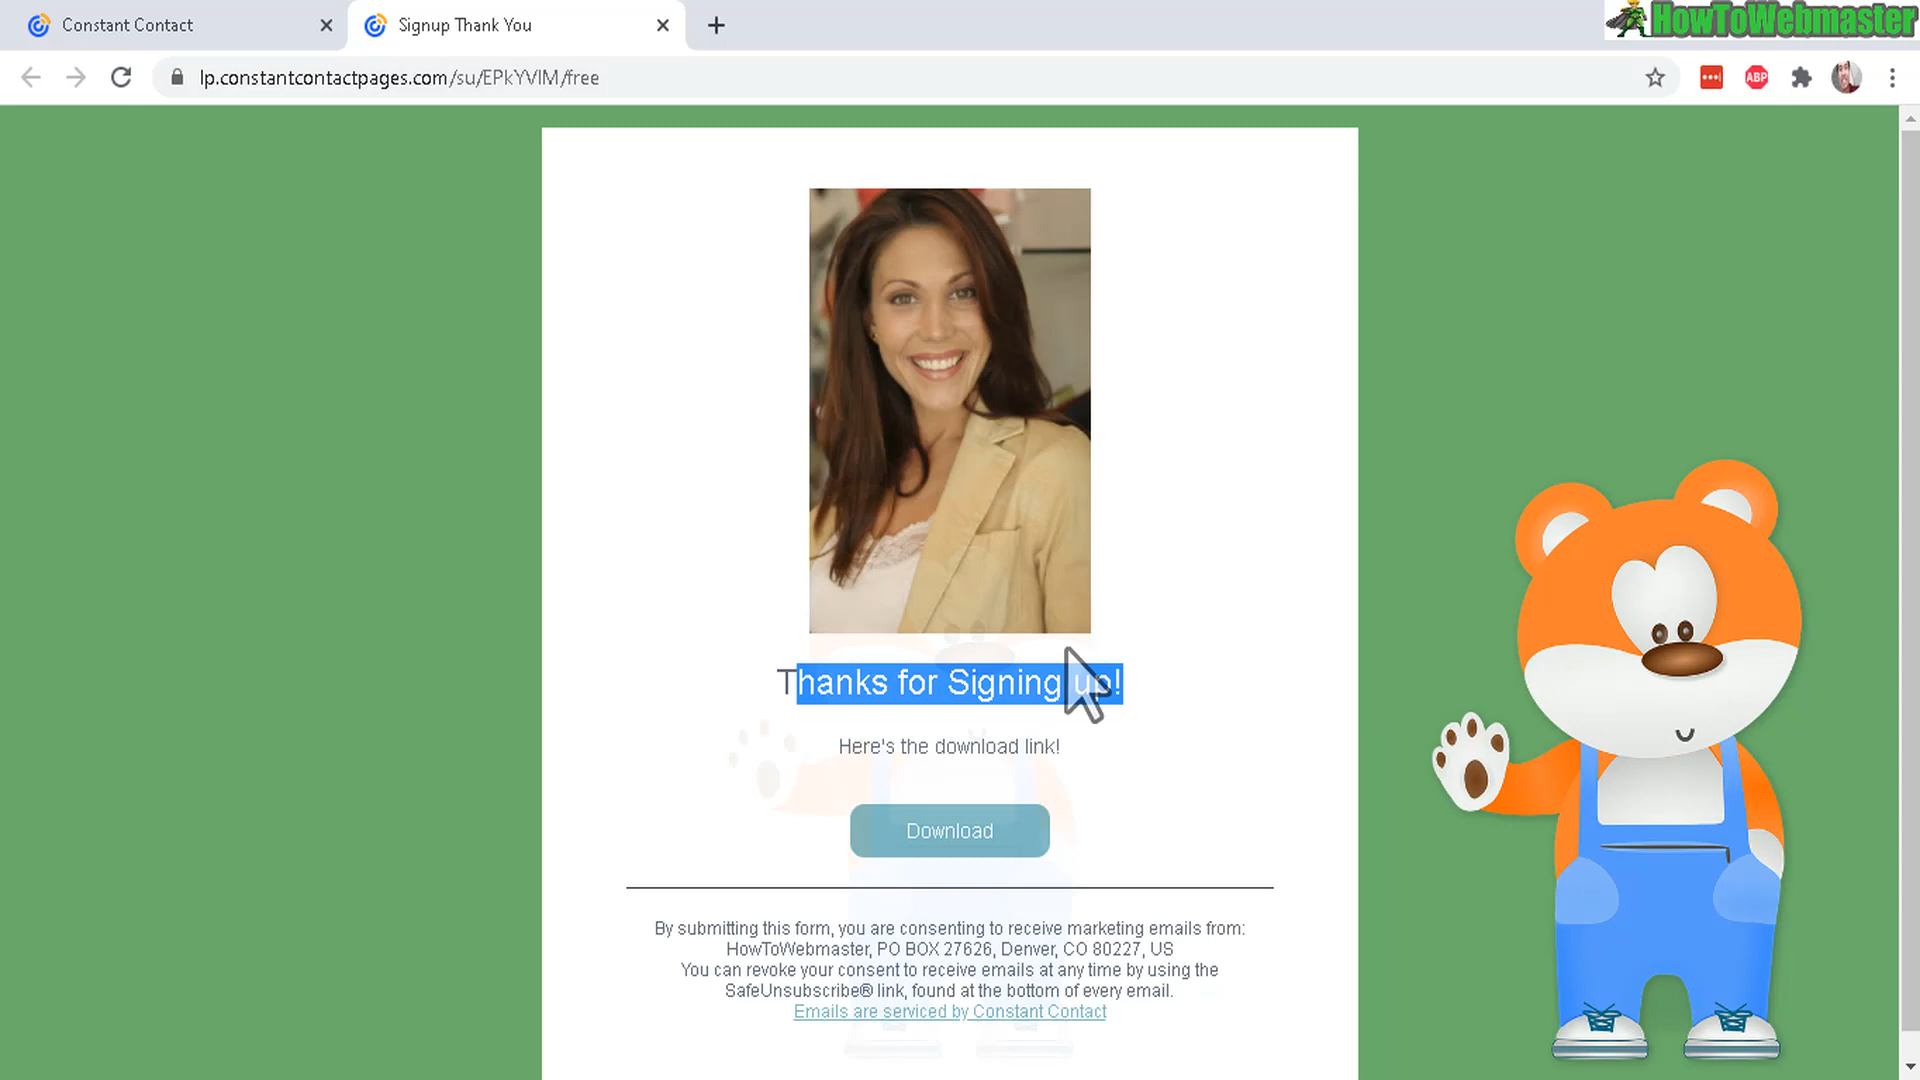 Constant Contact
Signup Thank You
HowToWebmaster
lp.constantcontactpages.com/su/EPkYVlM/free
ABP
Thanks for Signing up!
Here's the download link!
Download
By submitting this form, you are consenting to receive marketing emails from:
HowToWebmaster, PO BOX 27626, Denver, CO 80227, US
You can revoke your consent to receive emails at any time by using the
SafeUnsubscribe® link, found at the bottom of every email.
Emails are serviced by Constant Contact